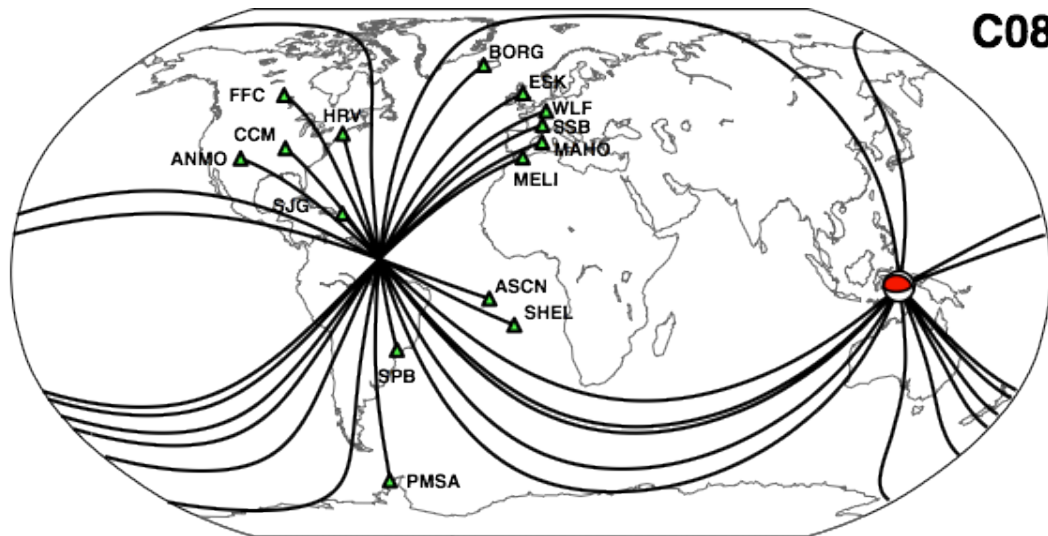 C08
BORG
ESK
FFC
WLF
HRV
SSB
CCM
MAHO
ANMO
MELI
SJG
ASCN
SHEL
SPB
PMSA